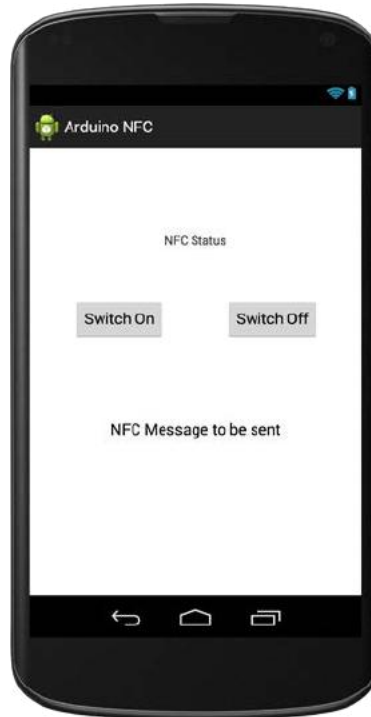 Arduino NFC
NFC Status
Switch On Switch Off
NFC Message to be sent